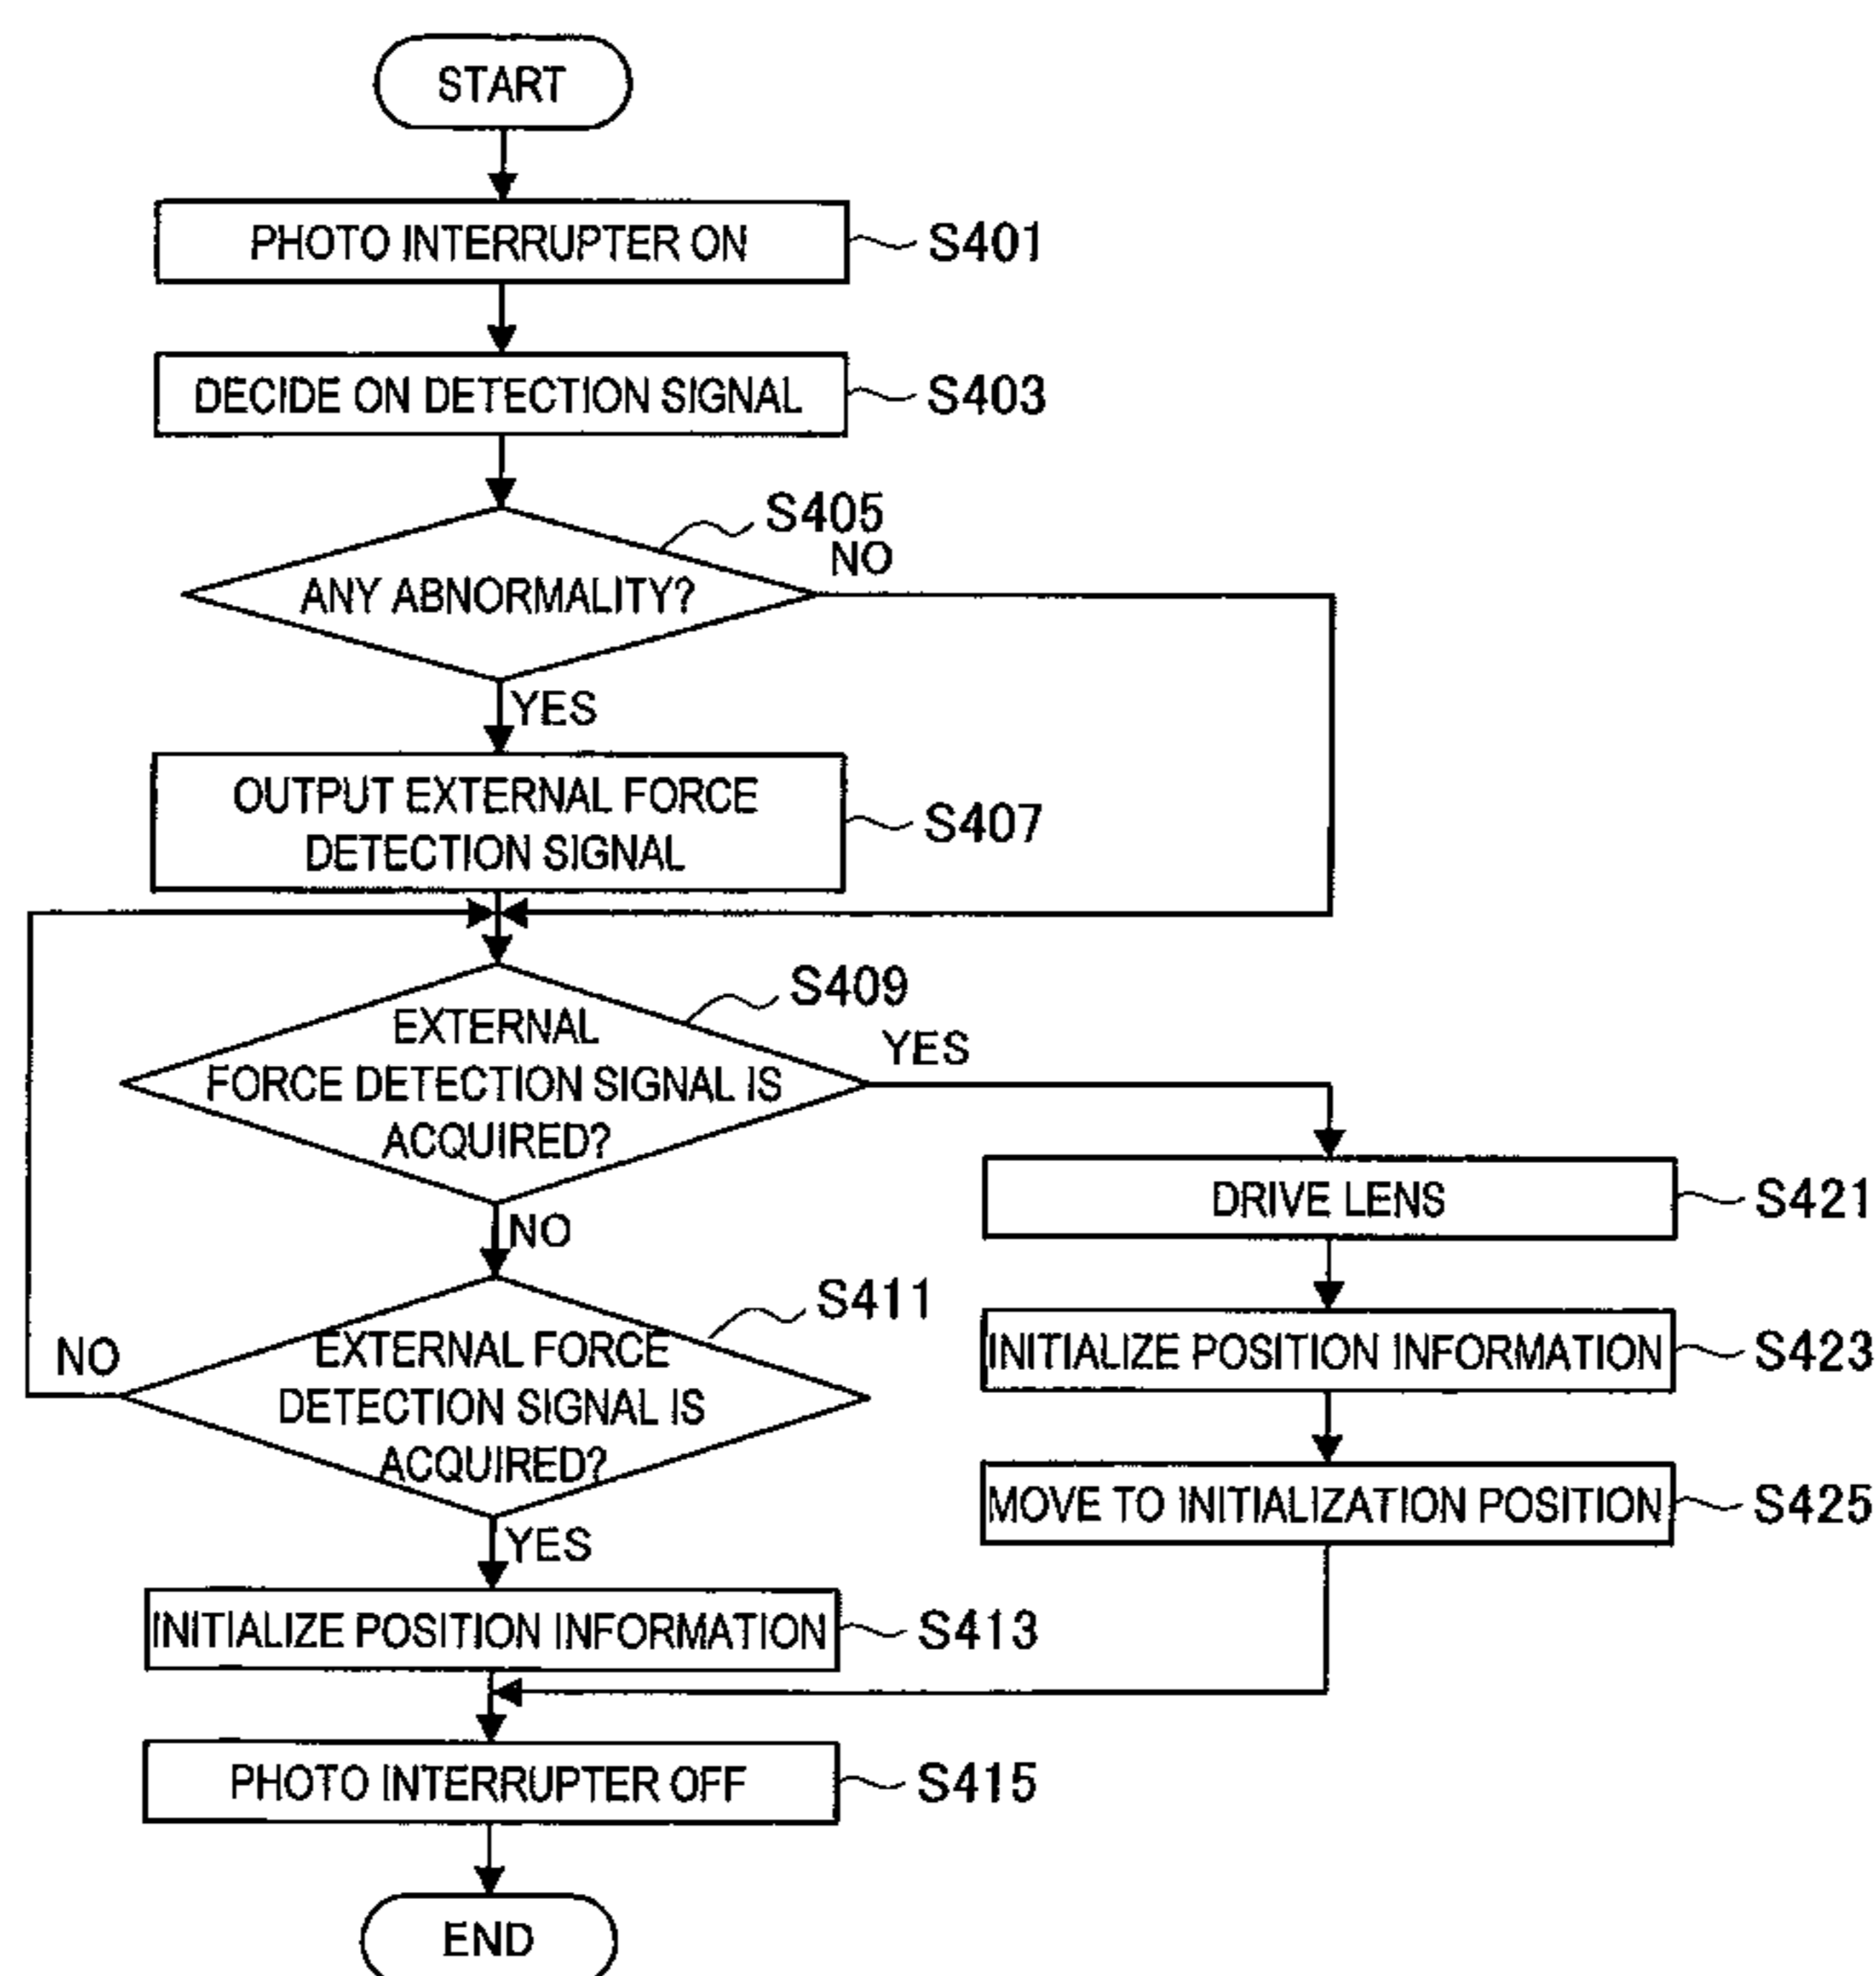 START
PHOTO INTERRUPTER ON
S401
DECIDE ON DETECTION SIGNAL
S403
S405
ANY ABNORMALITY?
NO
YES
OUTPUT EXTERNAL FORCE
DETECTION SIGNAL
S407
S409
EXTERNAL
FORCE DETECTION SIGNAL IS
ACQUIRED?
YES
NO
DRIVE LENS
S421
INITIALIZE POSITION INFORMATION
S423
MOVE TO INITIALIZATION POSITION
S425
S411
EXTERNAL FORCE
DETECTION SIGNAL IS
ACQUIRED?
NO
YES
INITIALIZE POSITION INFORMATION
S413
PHOTO INTERRUPTER OFF
S415
END